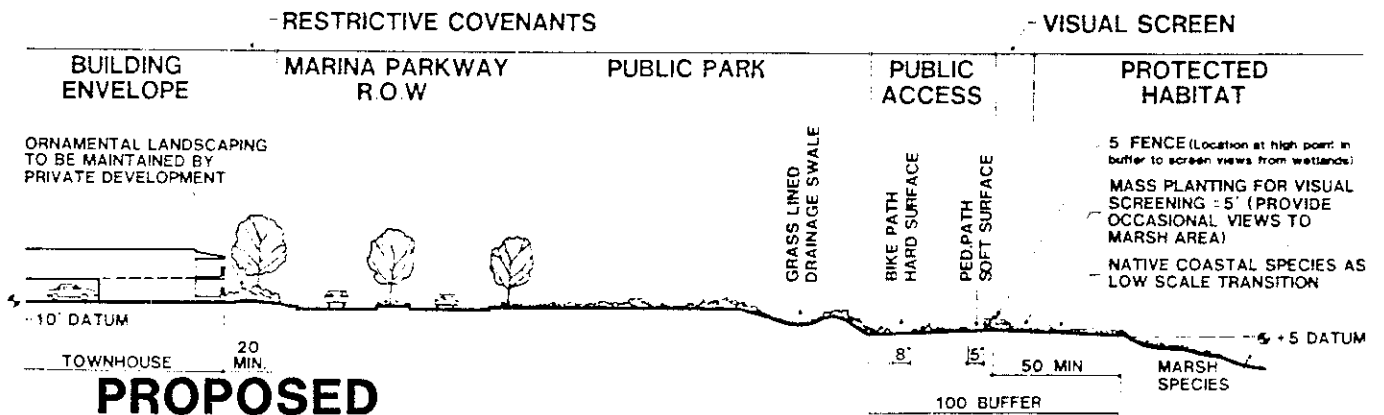 RESTRICTIVE COVENANTS
VISUAL SCREEN
BUILDING
ENVELOPE
MARINA PARKWAY
R.O.W
PUBLIC PARK
PUBLIC
ACCESS
PROTECTED
HABITAT
ORNAMENTAL LANDSCAPING
TO BE MAINTAINED BY
PRIVATE DEVELOPMENT
GRASS LINED
DRAINAGE SWALE
BIKE PATH
HARD SURFACE
PED.PATH
SOFT SURFACE
5 FENCE (Location at high point in
buffer to screen views from wetlands)
MASS PLANTING FOR VISUAL
SCREENING =5' (PROVIDE
OCCASIONAL VIEWS TO
MARSH AREA)
NATIVE COASTAL SPECIES AS
LOW SCALE TRANSITION
10' DATUM
+5 DATUM
TOWNHOUSE
20
MIN.
8'
5'
50 MIN
MARSH
SPECIES
100 BUFFER
PROPOSED